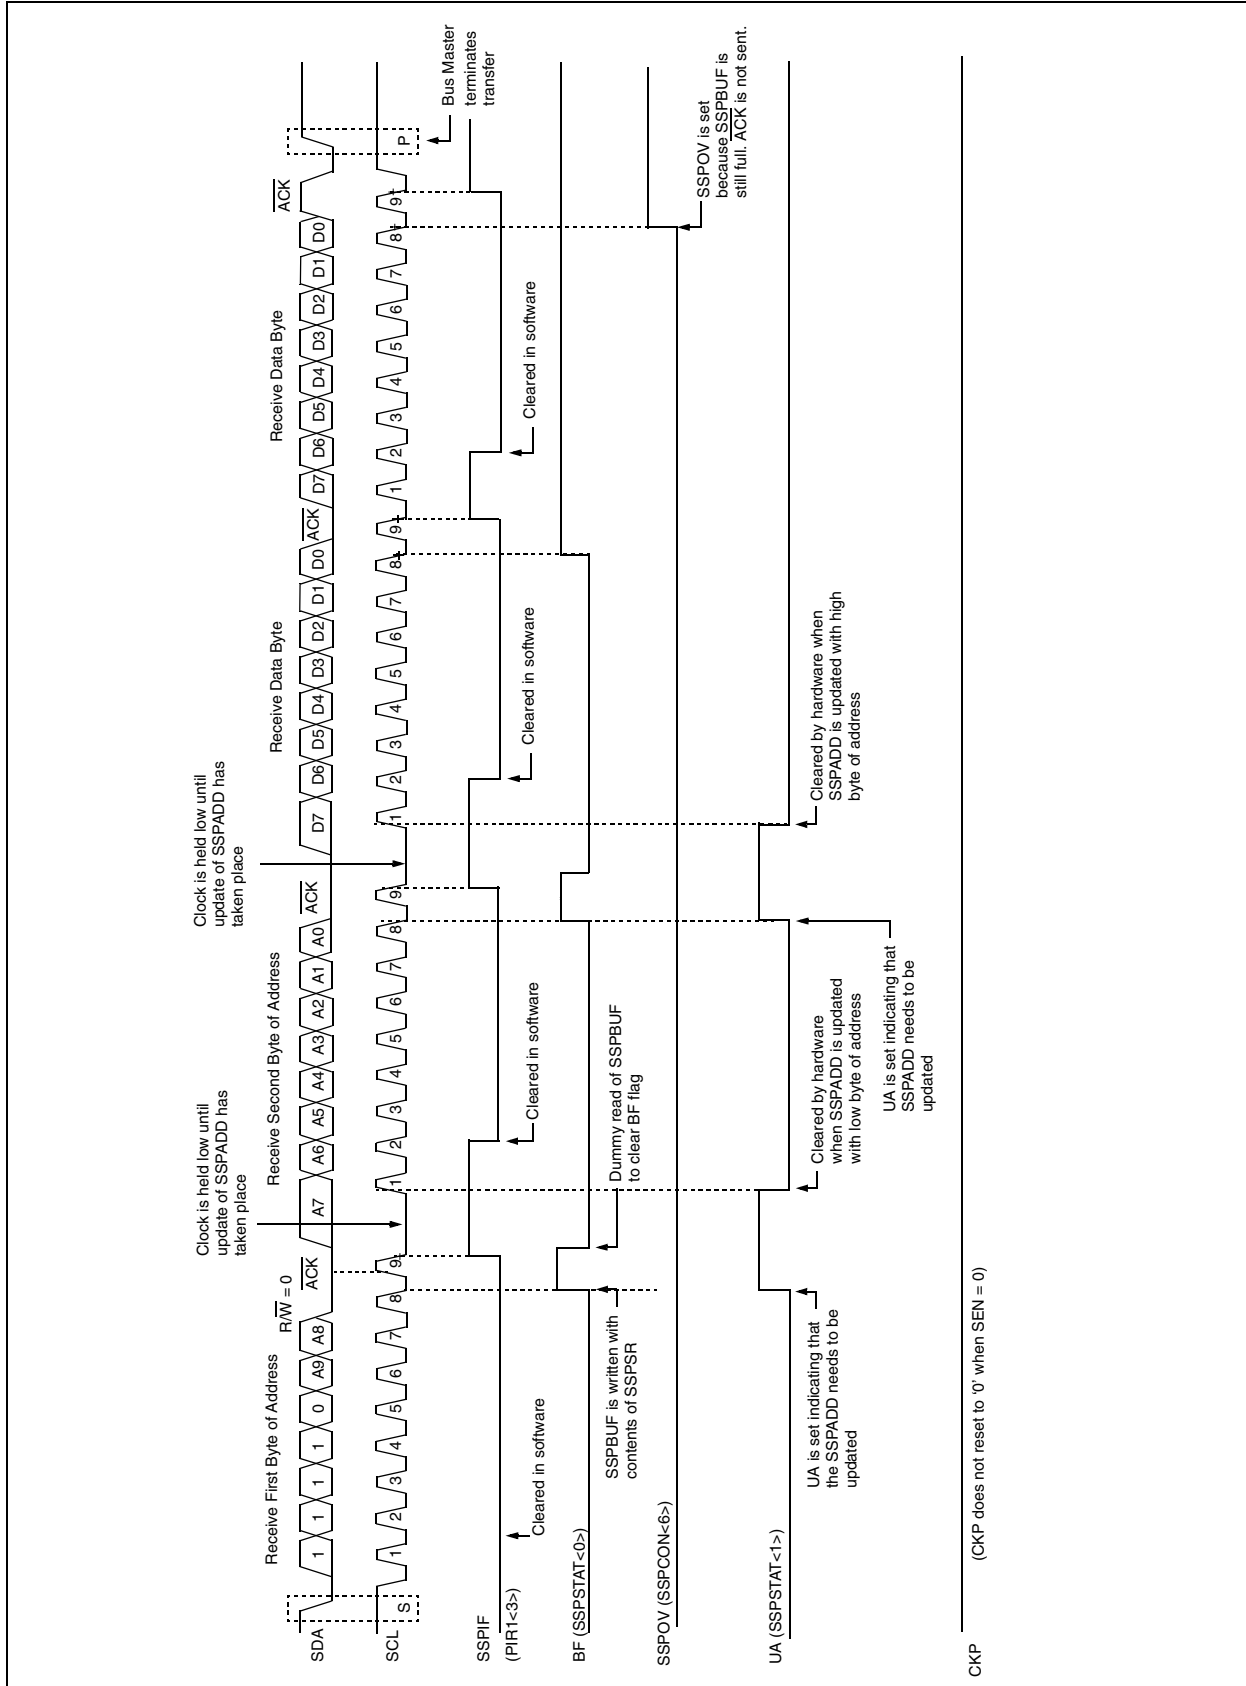 Clock is held low until
update of SSPADD has
taken place
Clock is held low until
update of SSPADD has
taken place
Receive First Byte of Address
R/W = 0
ACK
Receive Second Byte of Address
ACK
Receive Data Byte
ACK
Receive Data Byte
ACK
SDA
1 1 1 1 0 A9 A8
A7 A6 A5 A4 A3 A2 A1 A0
D7 D6 D5 D4 D3 D2 D1 D0
D7 D6 D5 D4 D3 D2 D1 D0
SCL
S
1 2 3 4 5 6 7 8 9
1 2 3 4 5 6 7 8 9
1 2 3 4 5 6 7 8 9
1 2 3 4 5 6 7 8 9
P
Bus Master
terminates
transfer
SSPIF
(PIR1<3>)
Cleared in software
Cleared in software
Cleared in software
Cleared in software
BF (SSPSTAT<0>)
SSPBUF is written with
contents of SSPSR
Dummy read of SSPBUF
to clear BF flag
SSPOV (SSPCON<6>)
SSPOV is set
because SSPBUF is
still full. ACK is not sent.
UA (SSPSTAT<1>)
UA is set indicating that
the SSPADD needs to be
updated
Cleared by hardware
when SSPADD is updated
with low byte of address
UA is set indicating that
SSPADD needs to be
updated
Cleared by hardware when
SSPADD is updated with high
byte of address
CKP
(CKP does not reset to ‘0’ when SEN = 0)